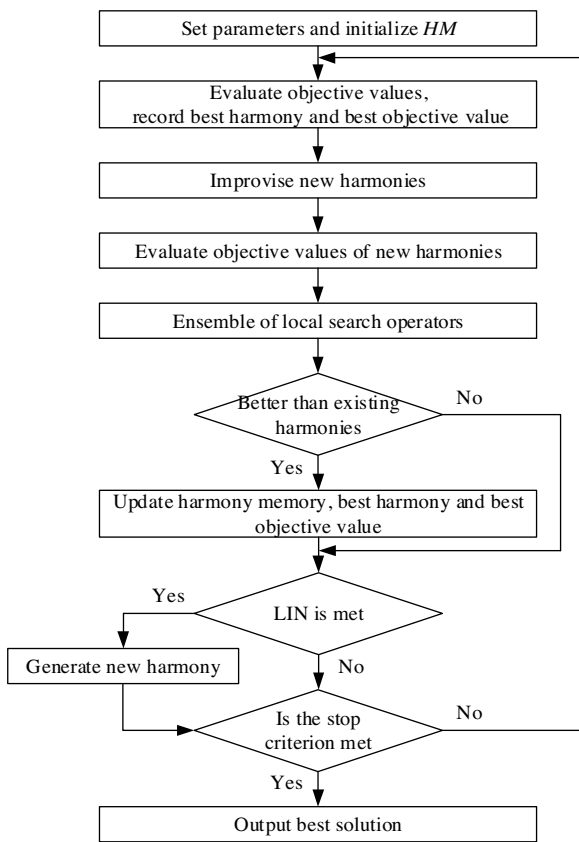 Set parameters and initialize HM
Evaluate objective values,
record best harmony and best objective value
Improvise new harmonies
Evaluate objective values of new harmonies
Ensemble of local search operators
Better than existing
harmonies
No
Yes
Update harmony memory, best harmony and best
objective value
Yes
LIN is met
Generate new harmony
No
Is the stop
criterion met
No
Yes
Output best solution